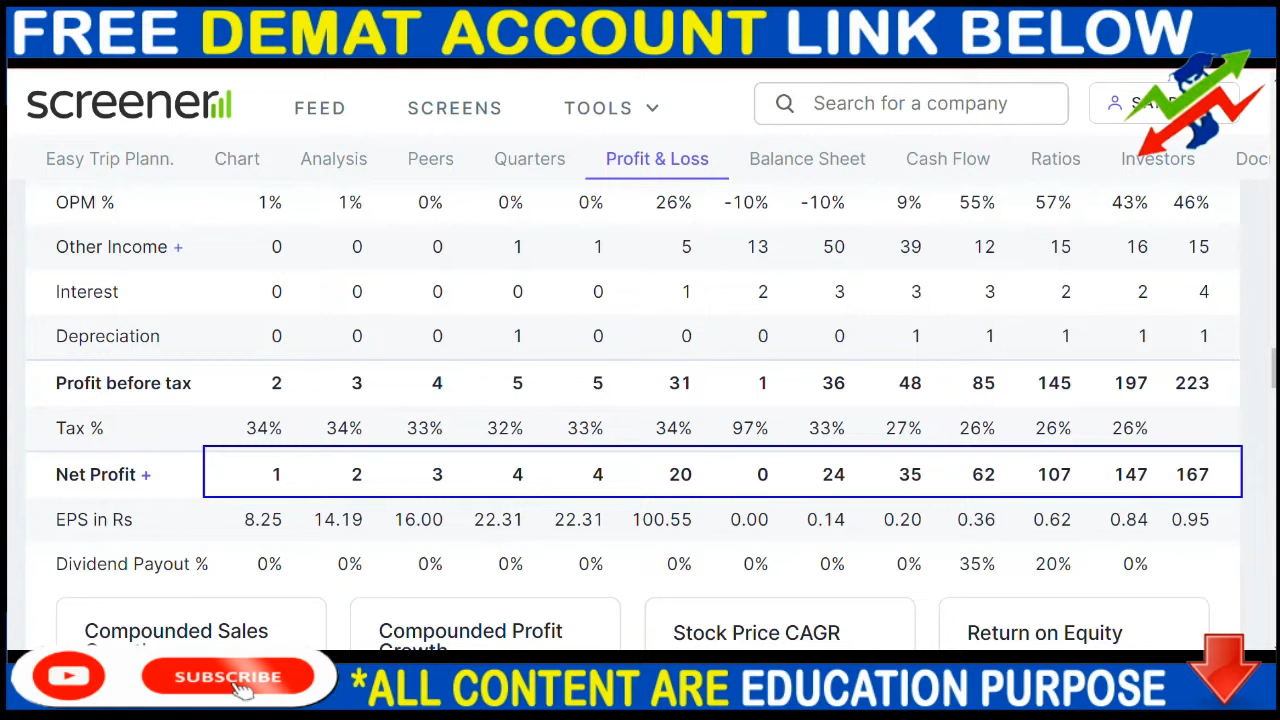 FREE DEMAT ACCOUNT LINK BELOW
screener FEED SCREENS TOOLS Search for a company
Easy Trip Plann. Chart Analysis Peers Quarters Profit & Loss Balance Sheet Cash Flow Ratios Investors
OPM % 1% 1% 0% 0% 0% 26% -10% -10% 9% 55% 57% 43% 46%
Other Income + 0 0 0 1 1 5 13 50 39 12 15 16 15
Interest 0 0 0 0 0 1 2 3 3 3 2 2 4
Depreciation 0 0 0 1 0 0 0 0 1 1 1 1 1
Profit before tax 2 3 4 5 5 31 1 36 48 85 145 197 223
Tax % 34% 34% 33% 32% 33% 34% 97% 33% 27% 26% 26% 26%
Net Profit + 1 2 3 4 4 20 0 24 35 62 107 147 167
EPS in Rs 8.25 14.19 16.00 22.31 22.31 100.55 0.00 0.14 0.20 0.36 0.62 0.84 0.95
Dividend Payout % 0% 0% 0% 0% 0% 0% 0% 0% 0% 35% 20% 0%
Compounded Sales Compounded Profit Stock Price CAGR Return on Equity
Growth
SUBSCRIBE *ALL CONTENT ARE EDUCATION PURPOSE